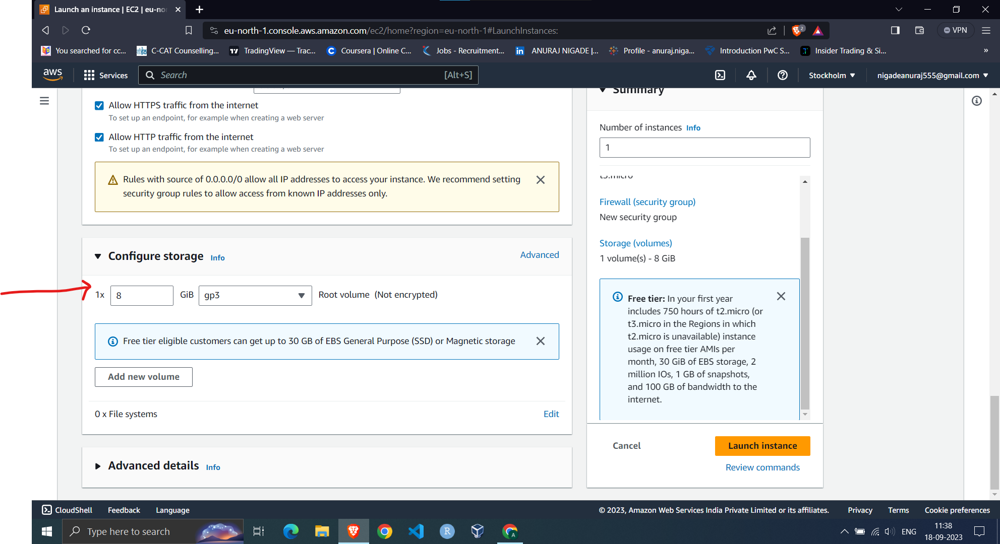 Launch an instance | EC2 | eu-no
eu-north-1.console.aws.amazon.com/ec2/home?region=eu-north-1#LaunchInstances:
2
VPN
You searched for cc...
C-CAT Counselling...
TradingView — Trac...
Coursera | Online C...
Jobs - Recruitment...
ANURAJ NIGADE |...
Profile - anuraj.niga...
Introduction PwC S...
Insider Trading & Si...
»
aws
Services
Search
[Alt+S]
Stockholm
nigadeanuraj555@gmail.com
Allow HTTPS traffic from the internet
To set up an endpoint, for example when creating a web server
Allow HTTP traffic from the internet
To set up an endpoint, for example when creating a web server
Rules with source of 0.0.0.0/0 allow all IP addresses to access your instance. We recommend setting
security group rules to allow access from known IP addresses only.
Configure storage Info
Advanced
1x
8
GiB
gp3
Root volume (Not encrypted)
Free tier eligible customers can get up to 30 GB of EBS General Purpose (SSD) or Magnetic storage
Add new volume
0 x File systems
Edit
Advanced details Info
Summary
Number of instances Info
1
t3.micro
Firewall (security group)
New security group
Storage (volumes)
1 volume(s) - 8 GiB
Free tier: In your first year
includes 750 hours of t2.micro (or
t3.micro in the Regions in which
t2.micro is unavailable) instance
usage on free tier AMIs per
month, 30 GiB of EBS storage, 2
million IOs, 1 GB of snapshots,
and 100 GB of bandwidth to the
internet.
Cancel
Launch instance
Review commands
CloudShell
Feedback
Language
© 2023, Amazon Web Services India Private Limited or its affiliates.
Privacy
Terms
Cookie preferences
Type here to search
ENG
11:38
18-09-2023